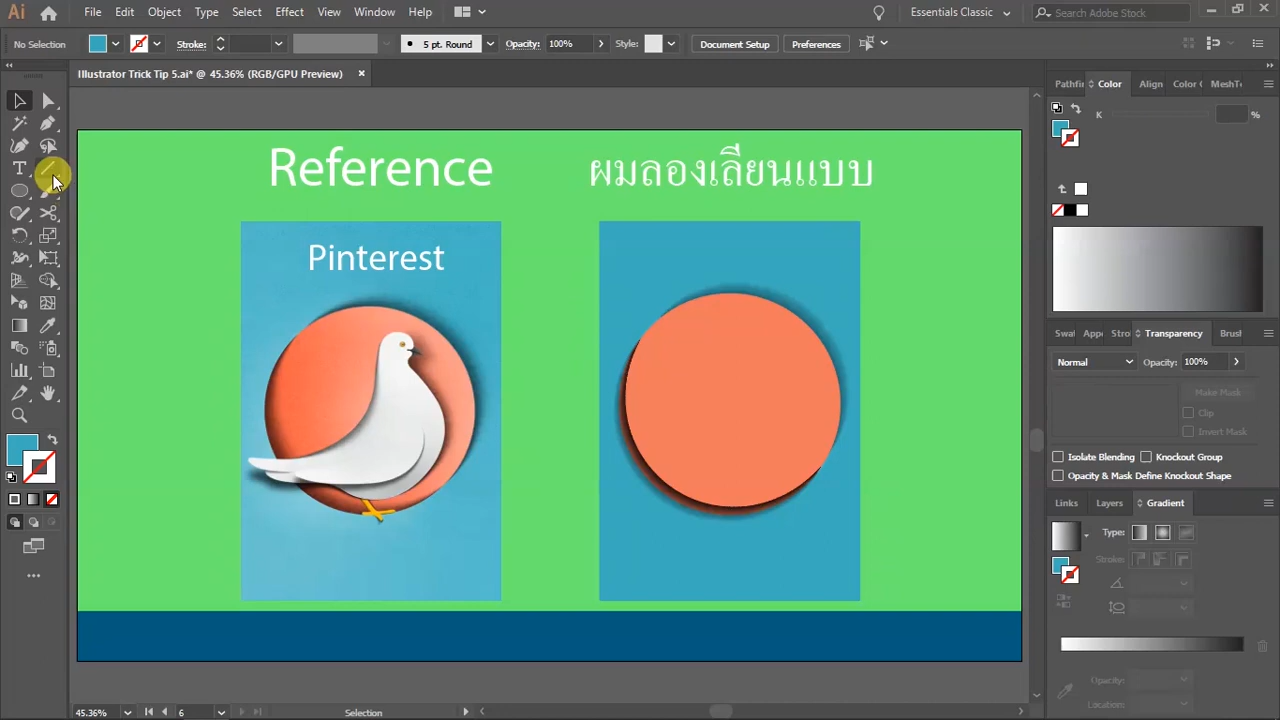 Ai File Edit Object Type Select Effect View Window Help Essentials Classic Search Adobe Stock
No Selection Stroke: 5 pt. Round Opacity: 100% Style: Document Setup Preferences
Illustrator Trick Tip 5.ai* @ 45.36% (RGB/GPU Preview)
Color Align
K %
Reference
ผมลองเลียนแบบ
Pinterest
Transparency
Normal Opacity: 100%
Make Mask
Clip
Invert Mask
Isolate Blending Knockout Group
Opacity & Mask Define Knockout Shape
Links Layers Gradient
Type:
Stroke:
Opacity:
Location:
45.36% 6 Selection